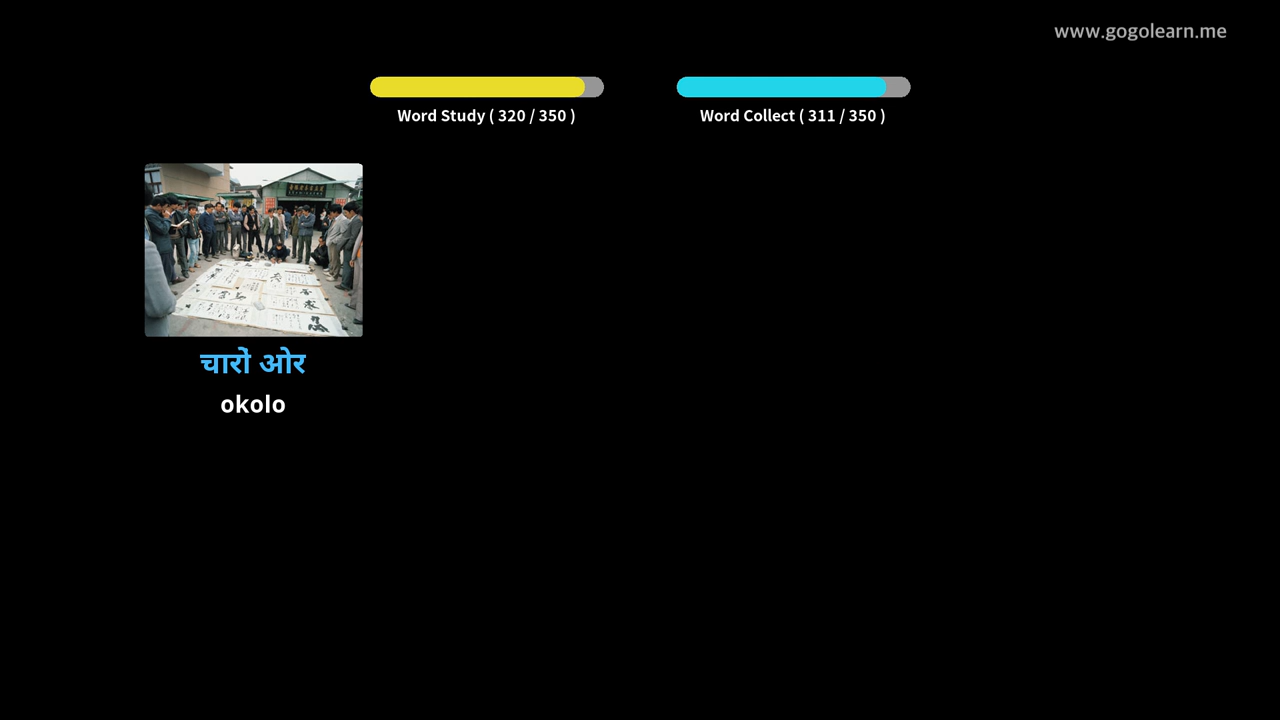 www.gogolearn.me
Word Study ( 320 / 350 )
Word Collect ( 311 / 350 )
चारों ओर
okolo